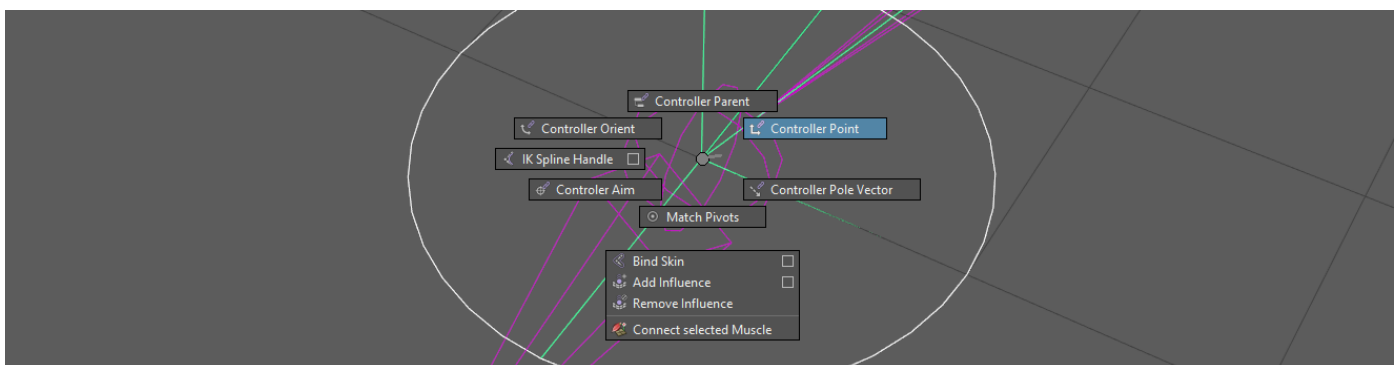 Controller Parent
Controller Orient
Controller Point
IK Spline Handle
Controler Aim
Controller Pole Vector
Match Pivots
Bind Skin
Add Influence
Remove Influence
Connect selected Muscle